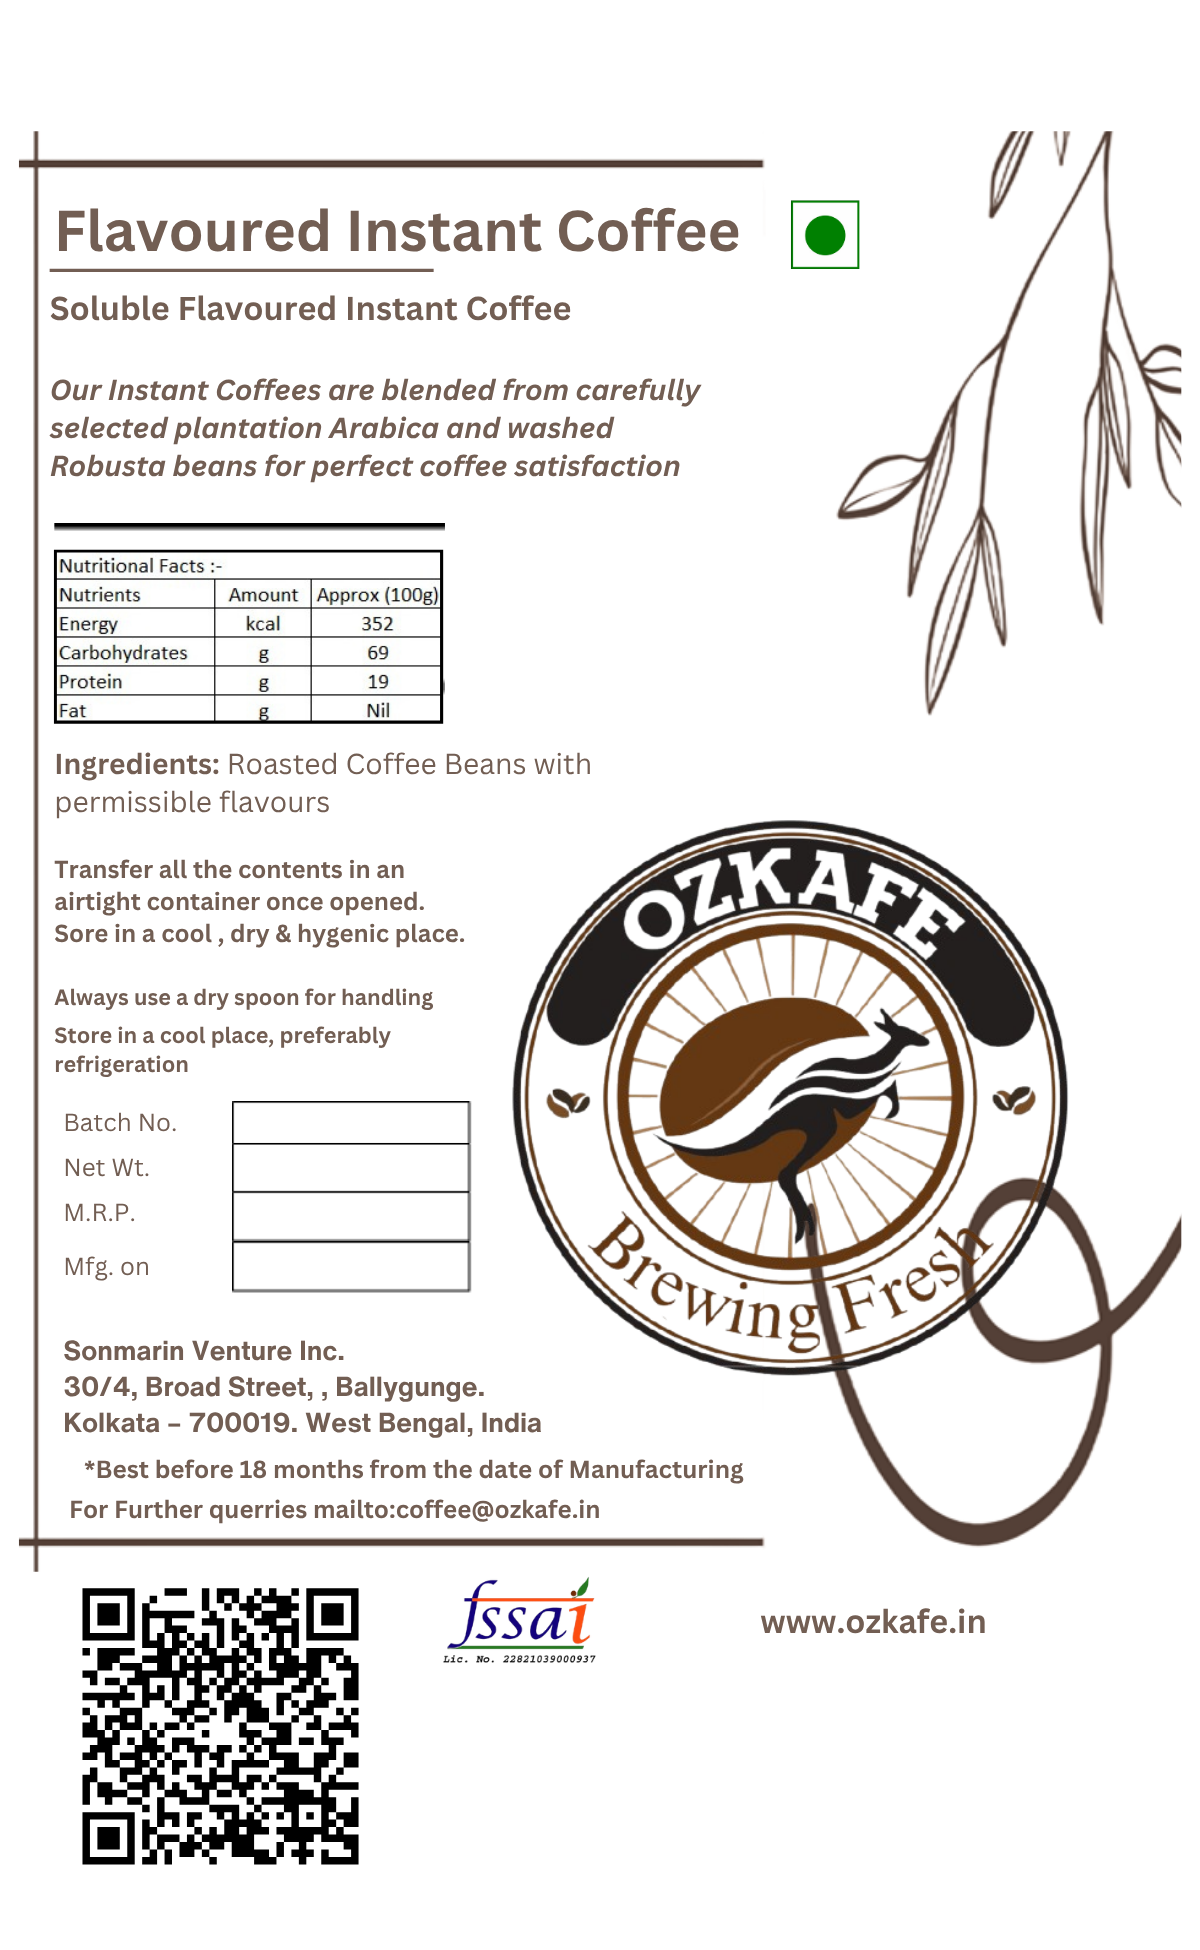 Flavoured Instant Coffee
Soluble Flavoured Instant Coffee
Our Instant Coffees are blended from carefully
selected plantation Arabica and washed
Robusta beans for perfect coffee satisfaction
Nutritional Facts :-
Nutrients Amount Approx (100g)
Energy kcal 352
Carbohydrates g 69
Protein g 19
Fat g Nil
Ingredients: Roasted Coffee Beans with
permissible flavours
Transfer all the contents in an
airtight container once opened.
Sore in a cool , dry & hygenic place.
Always use a dry spoon for handling
Store in a cool place, preferably
refrigeration
Batch No.
Net Wt.
M.R.P.
Mfg. on
OZKAFE
Brewing Fresh
Sonmarin Venture Inc.
30/4, Broad Street, , Ballygunge.
Kolkata – 700019. West Bengal, India
*Best before 18 months from the date of Manufacturing
For Further querries mailto:coffee@ozkafe.in
fssai
Lic. No. 22821039000937
www.ozkafe.in